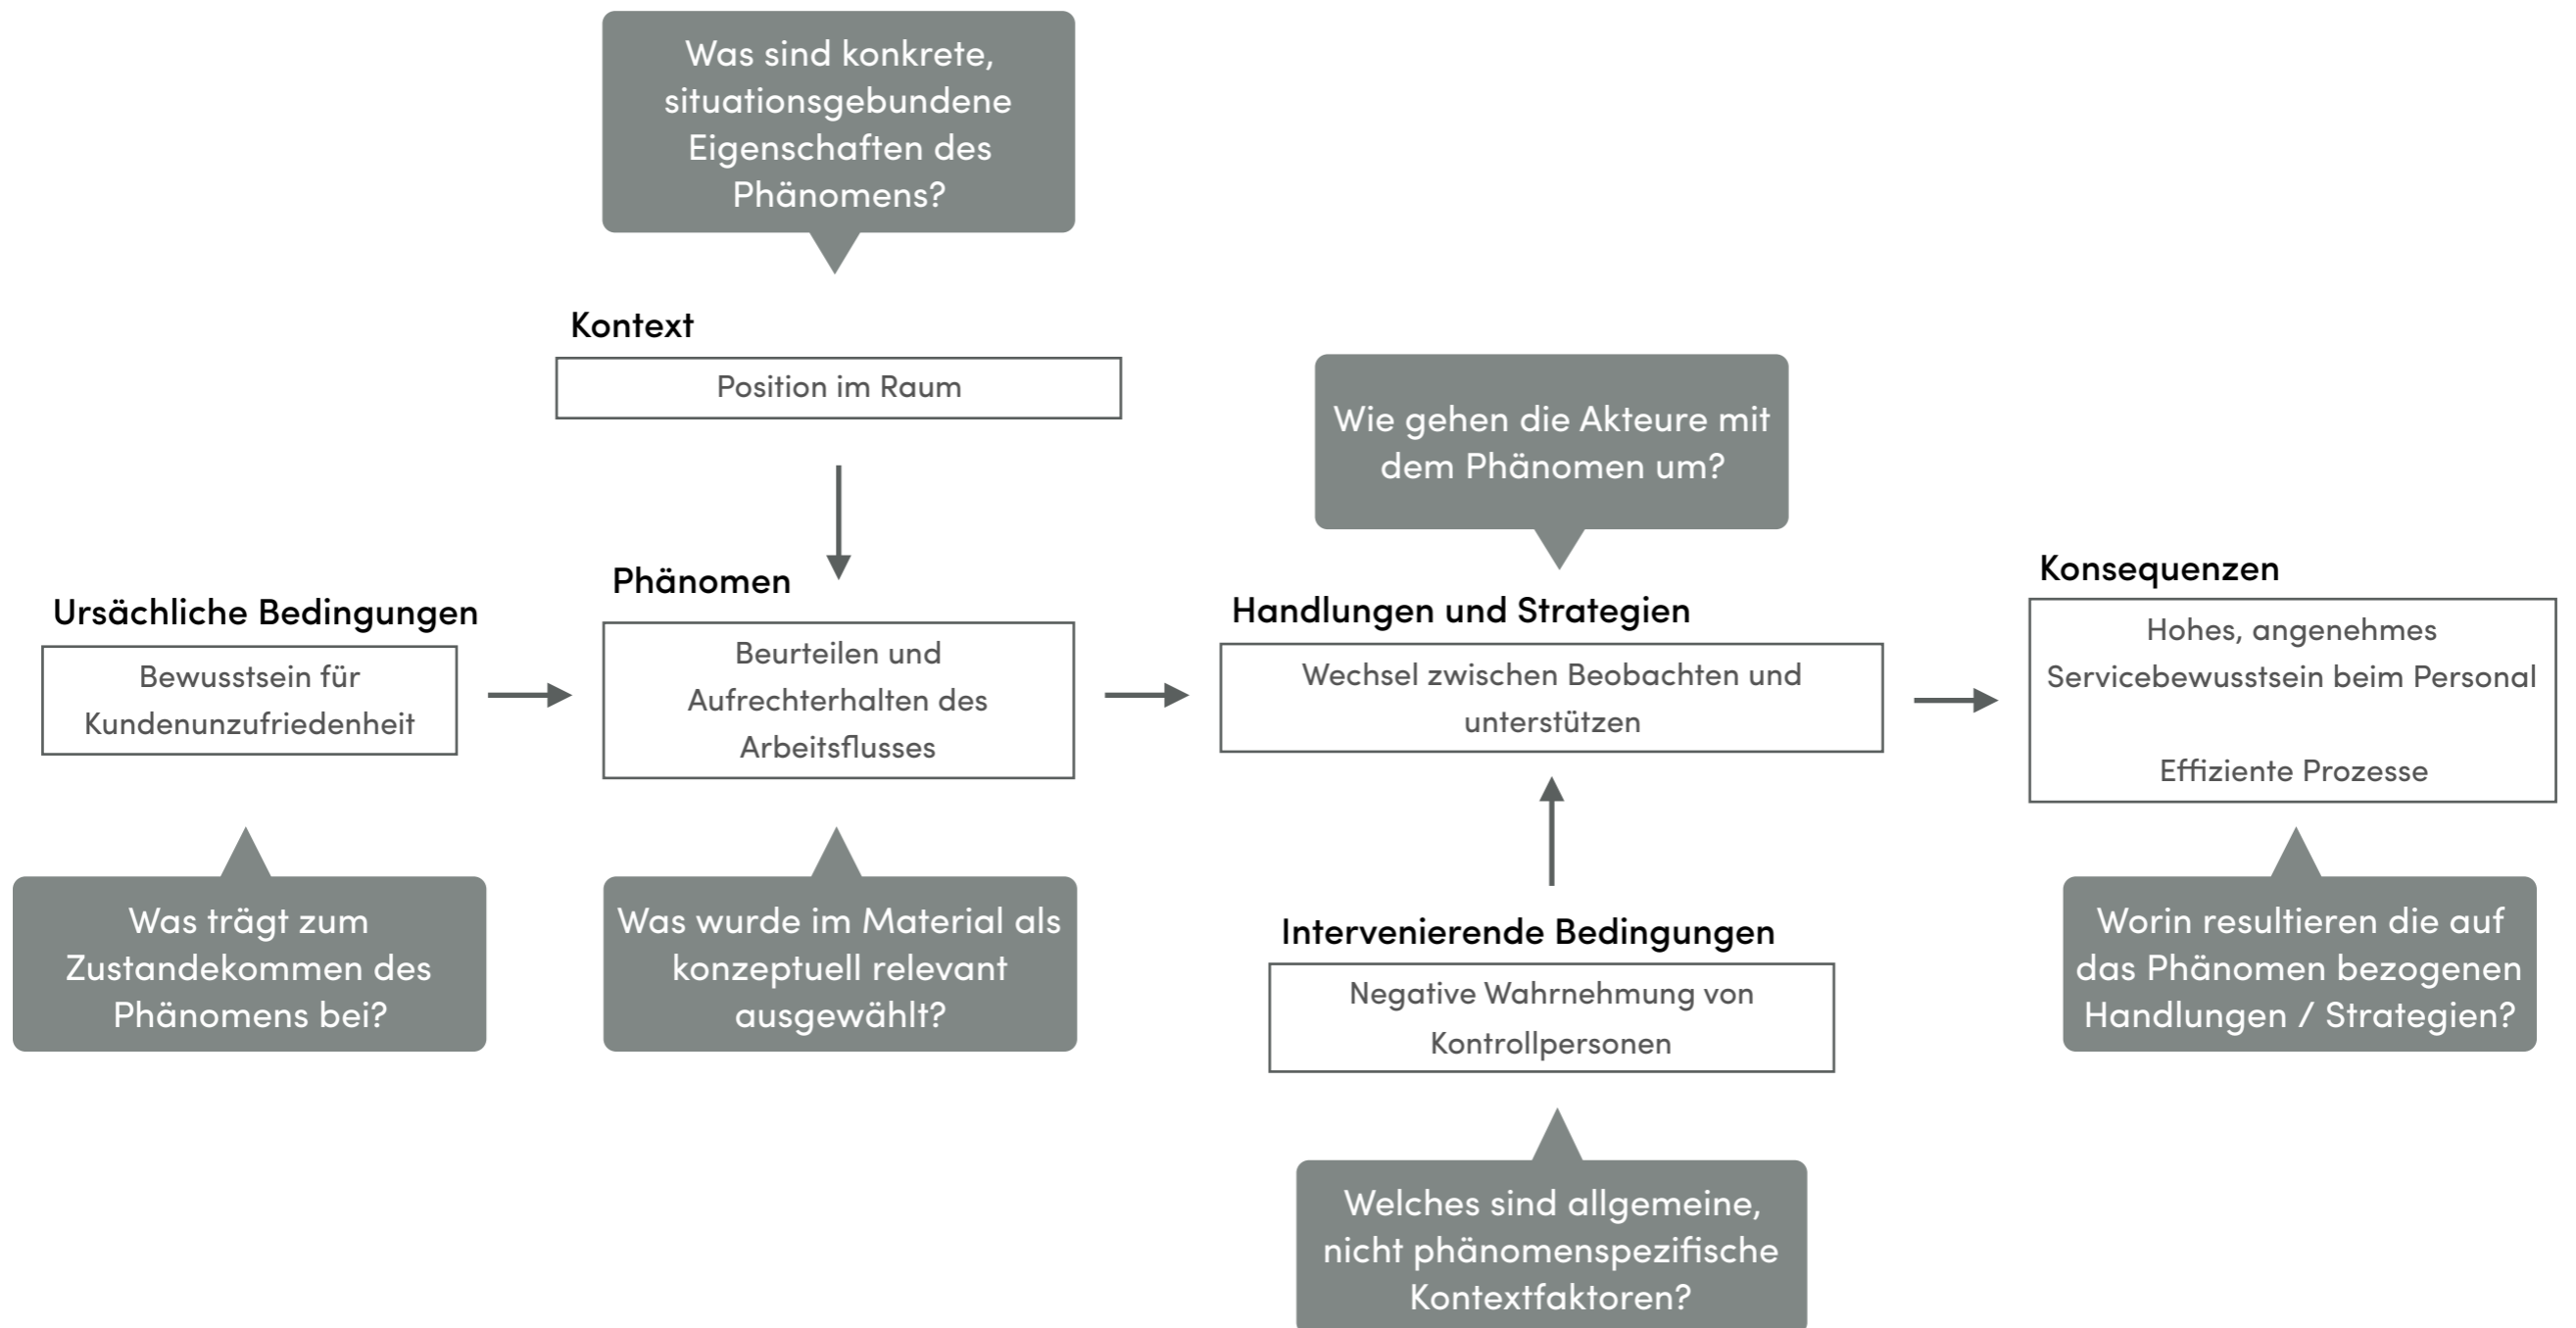 Was sind konkrete,
situationsgebundene
Eigenschaften des
Phänomens?
Kontext
Position im Raum
Wie gehen die Akteure mit
dem Phänomen um?
Ursächliche Bedingungen
Bewusstsein für
Kundenunzufriedenheit
Phänomen
Beurteilen und
Aufrechterhalten des
Arbeitsflusses
Handlungen und Strategien
Wechsel zwischen Beobachten und
unterstützen
Konsequenzen
Hohes, angenehmes
Servicebewusstsein beim Personal
Effiziente Prozesse
Was trägt zum
Zustandekommen des
Phänomens bei?
Was wurde im Material als
konzeptuell relevant
ausgewählt?
Intervenierende Bedingungen
Negative Wahrnehmung von
Kontrollpersonen
Worin resultieren die auf
das Phänomen bezogenen
Handlungen / Strategien?
Welches sind allgemeine,
nicht phänomenspezifische
Kontextfaktoren?